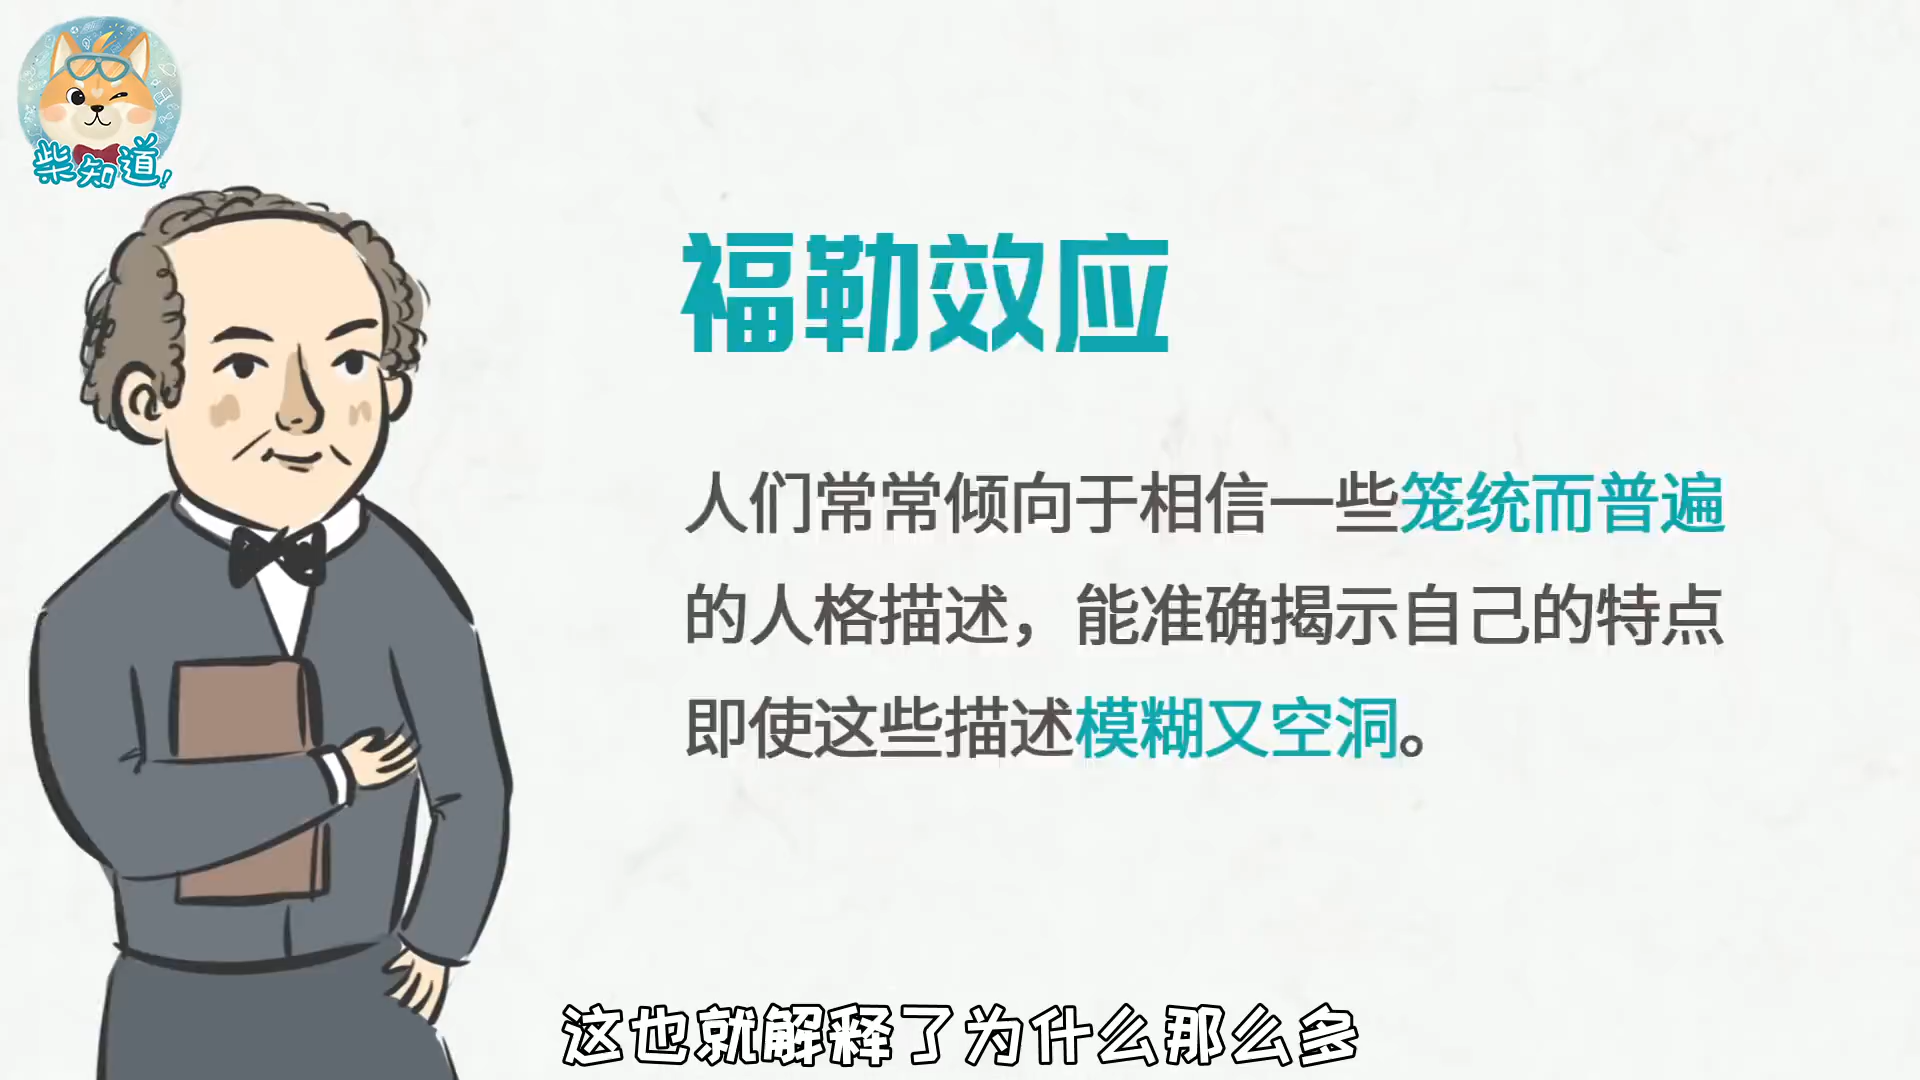 柴知道!
福勒效应
人们常常倾向于相信一些笼统而普遍
的人格描述，能准确揭示自己的特点
即使这些描述模糊又空洞。
这也就解释了为什么那么多